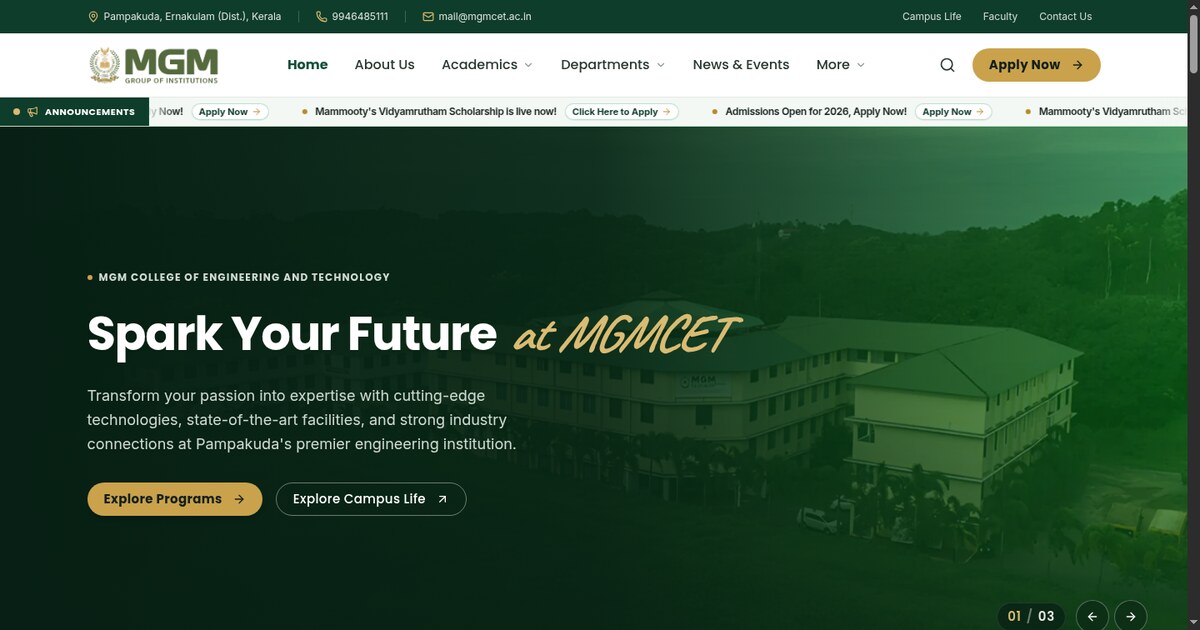 Pampakuda, Ernakulam (Dist.), Kerala
9946485111
mail@mgmcet.ac.in
Campus Life
Faculty
Contact Us
MGM
GROUP OF INSTITUTIONS
Home
About Us
Academics
Departments
News & Events
More
Apply Now
ANNOUNCEMENTS
y Now!
Apply Now
Mammooty's Vidyamrutham Scholarship is live now!
Click Here to Apply
Admissions Open for 2026, Apply Now!
Apply Now
Mammooty's Vidyamrutham Sc
MGM COLLEGE OF ENGINEERING AND TECHNOLOGY
Spark Your Future at MGMCET
MGM
Transform your passion into expertise with cutting-edge
technologies, state-of-the-art facilities, and strong industry
connections at Pampakuda's premier engineering institution.
Explore Programs
Explore Campus Life
01 / 03